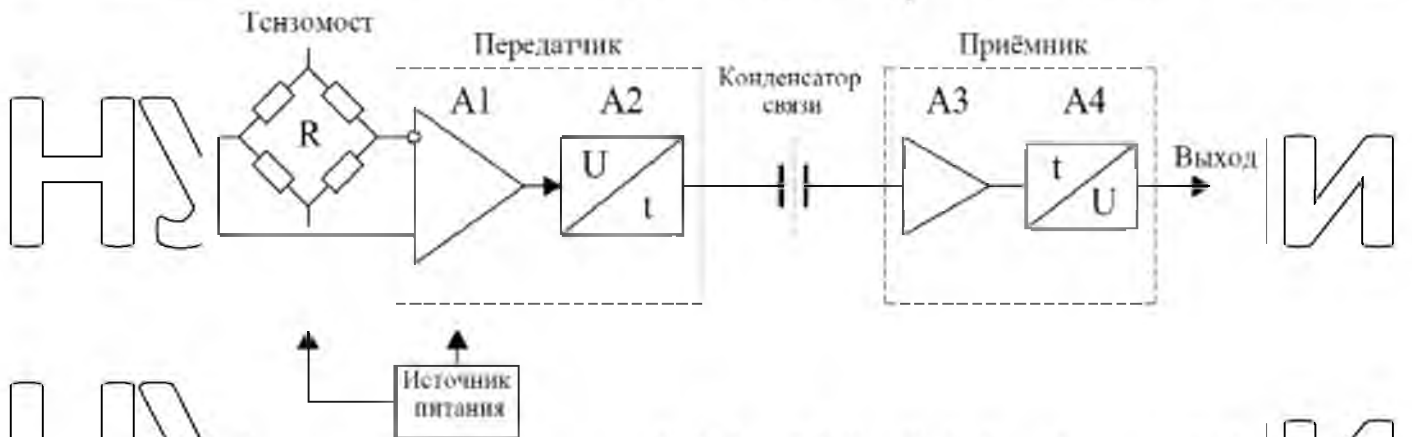 Тензомост
Передатчик
Приёмник
Конденсатор
связи
A1 A2 A3 A4
R
U
t
t
U
Выход
Источник
питания